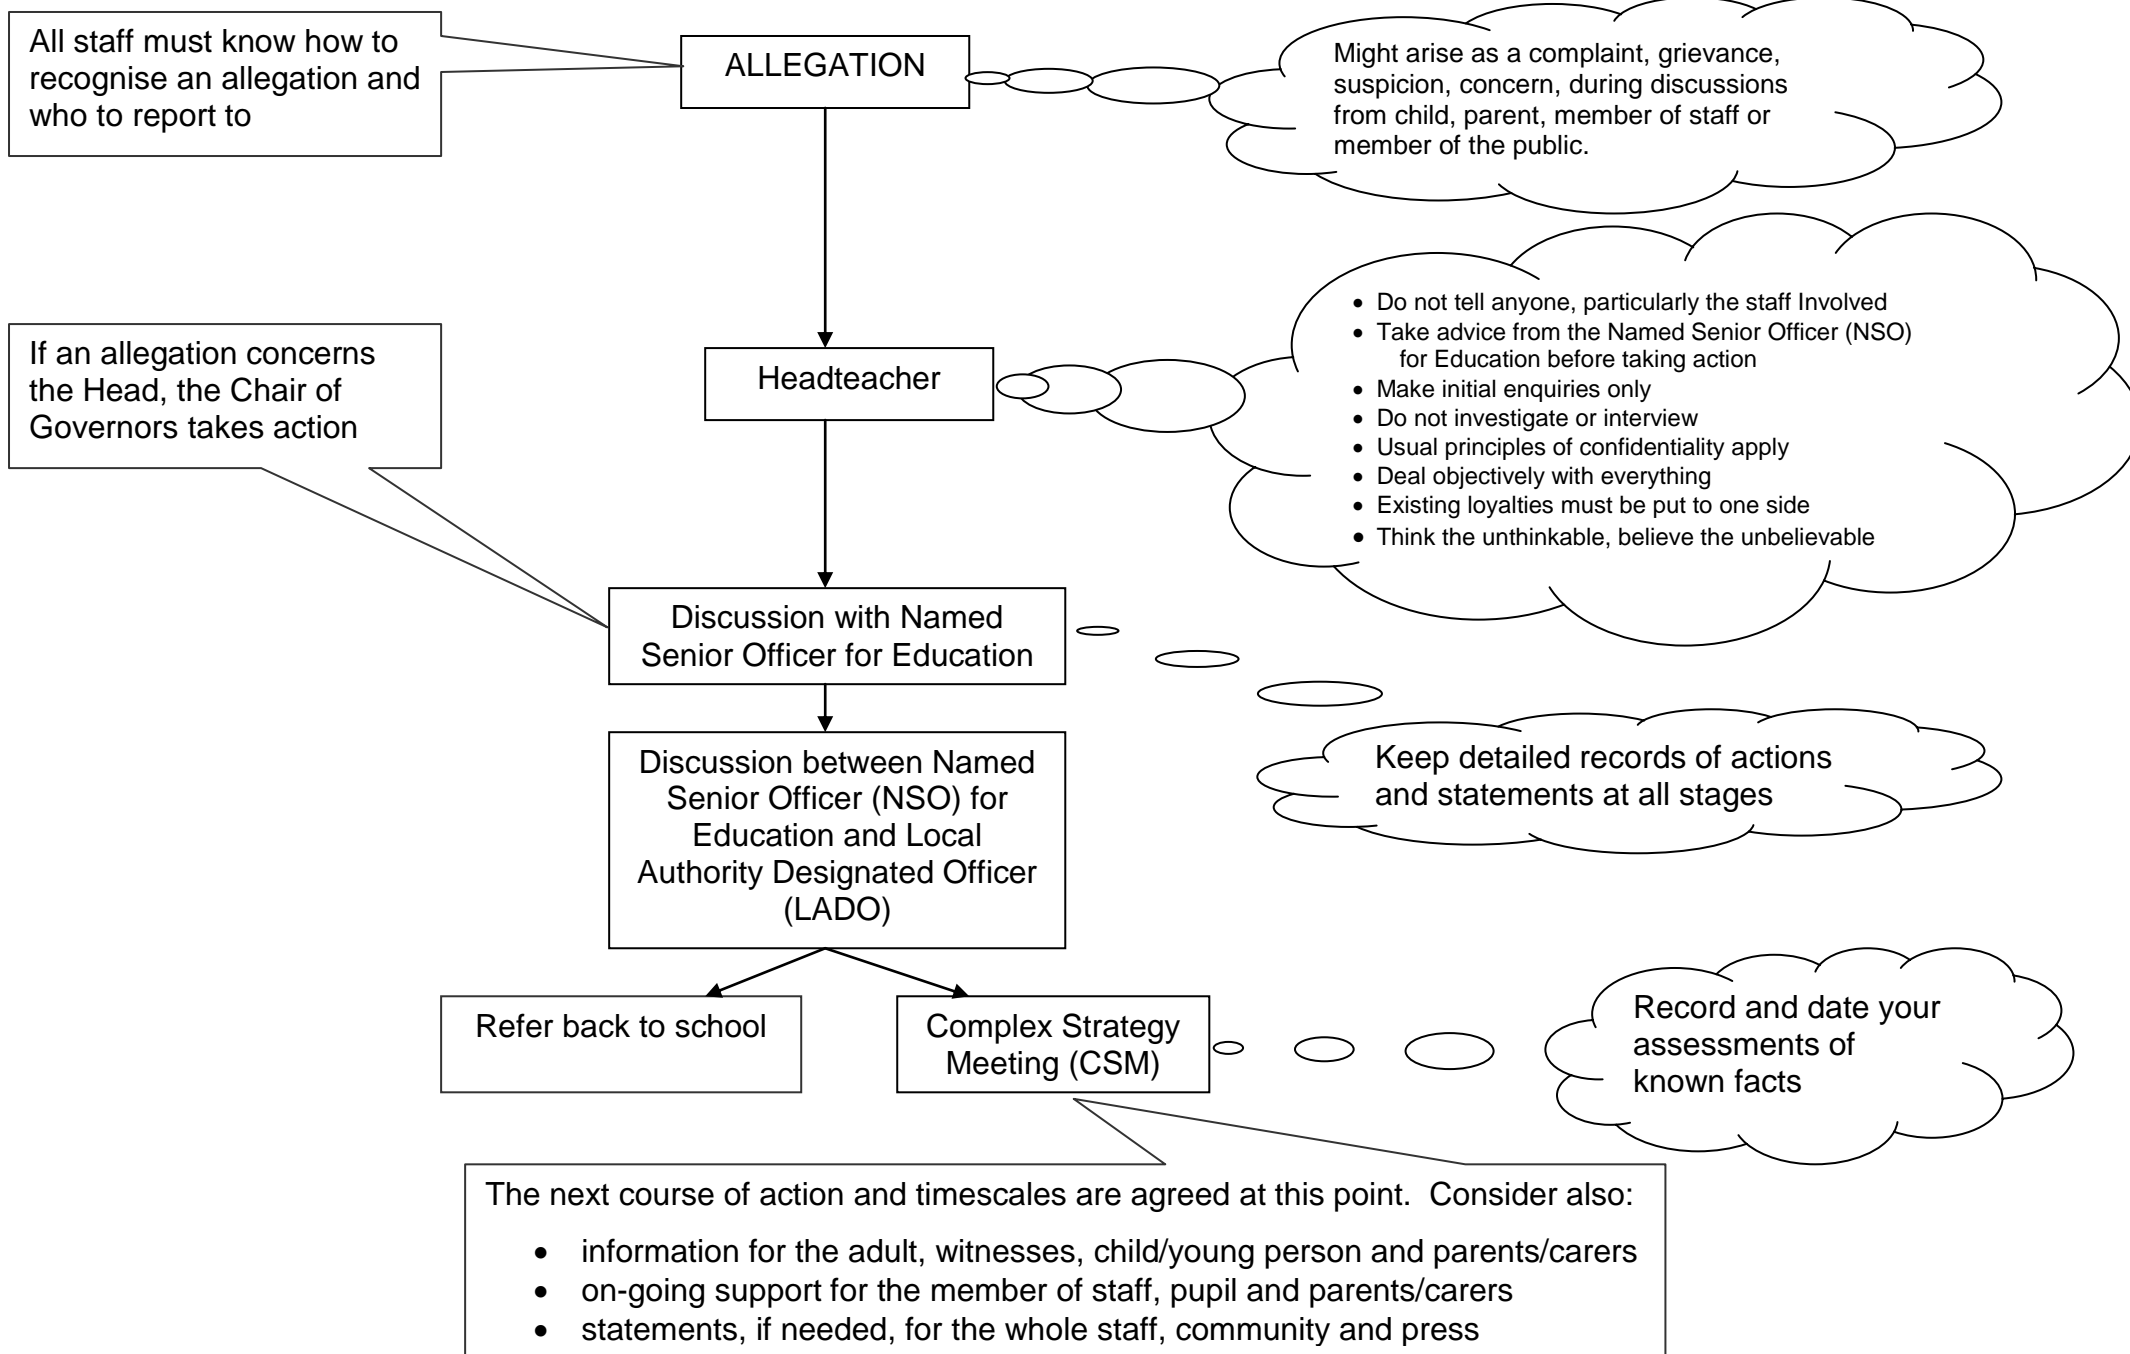 All staff must know how to
recognise an allegation and
who to report to
ALLEGATION
Might arise as a complaint, grievance,
suspicion, concern, during discussions
from child, parent, member of staff or
member of the public.
If an allegation concerns
the Head, the Chair of
Governors takes action
Headteacher
• Do not tell anyone, particularly the staff Involved
• Take advice from the Named Senior Officer (NSO)
for Education before taking action
• Make initial enquiries only
• Do not investigate or interview
• Usual principles of confidentiality apply
• Deal objectively with everything
• Existing loyalties must be put to one side
• Think the unthinkable, believe the unbelievable
Discussion with Named
Senior Officer for Education
Keep detailed records of actions
and statements at all stages
Discussion between Named
Senior Officer (NSO) for
Education and Local
Authority Designated Officer
(LADO)
Refer back to school
Complex Strategy
Meeting (CSM)
Record and date your
assessments of
known facts
The next course of action and timescales are agreed at this point.  Consider also:
• information for the adult, witnesses, child/young person and parents/carers
• on-going support for the member of staff, pupil and parents/carers
• statements, if needed, for the whole staff, community and press